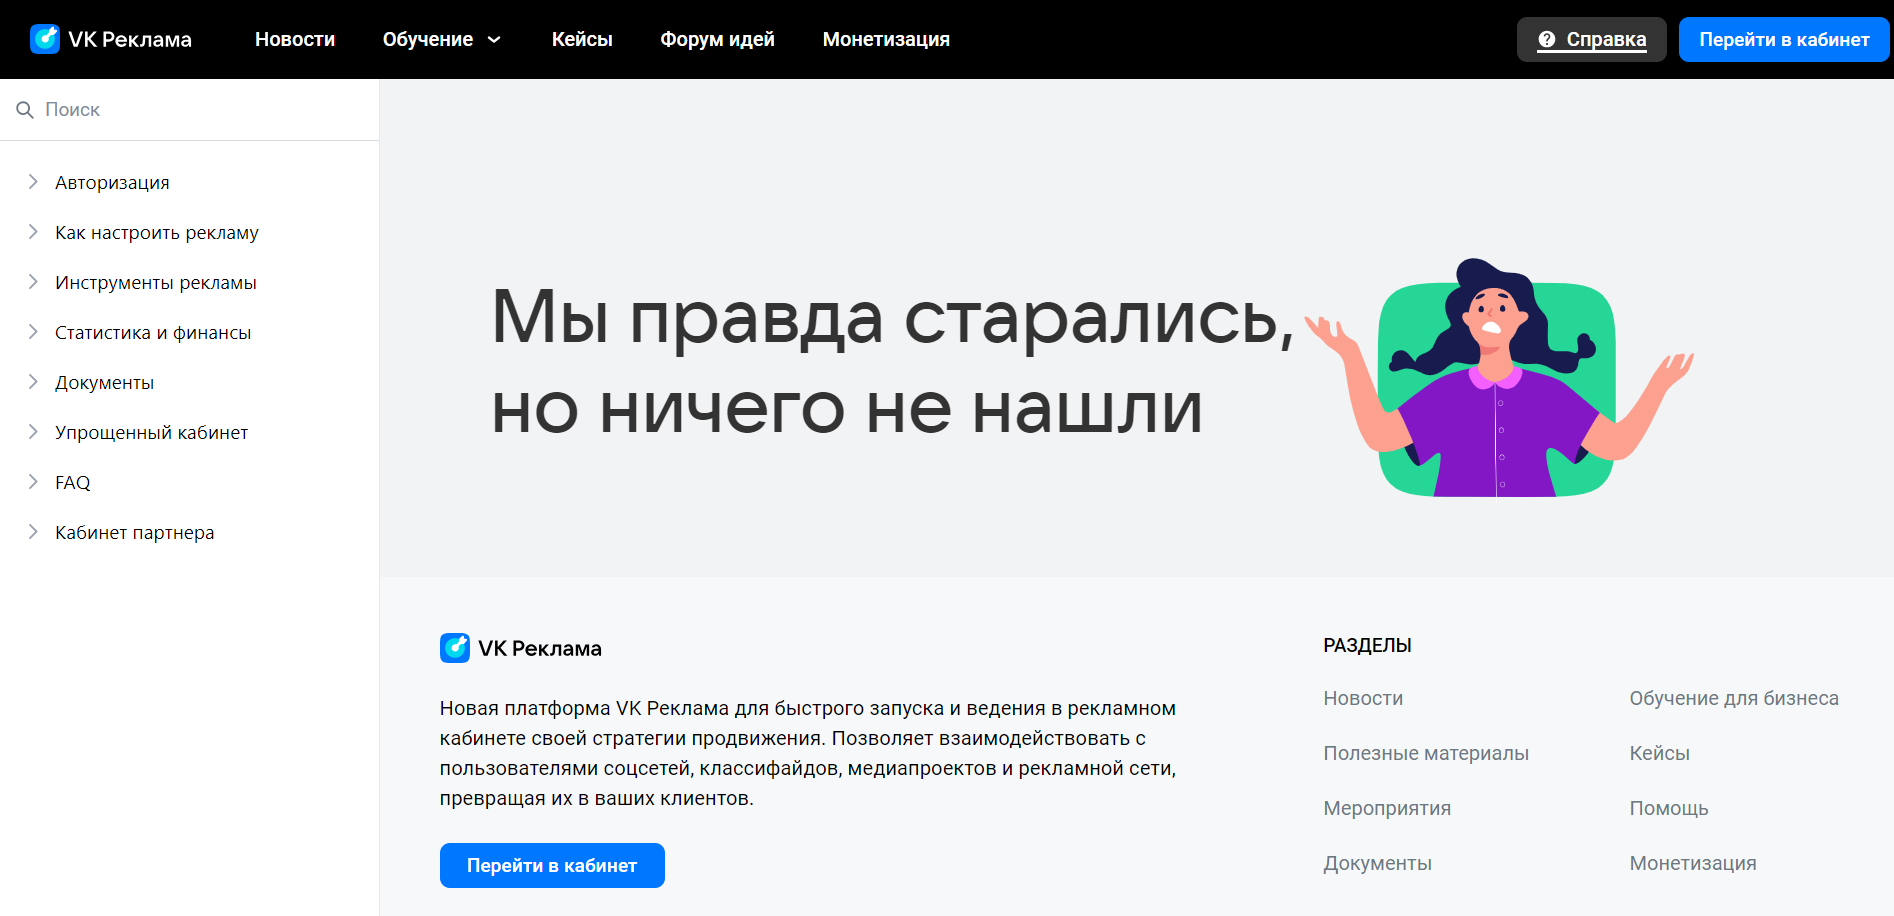 VK Реклама
Новости
Обучение
Кейсы
Форум идей
Монетизация
Справка
Перейти в кабинет
Поиск
Авторизация
Как настроить рекламу
Инструменты рекламы
Статистика и финансы
Документы
Упрощенный кабинет
FAQ
Кабинет партнера
Мы правда старались,
но ничего не нашли
VK Реклама
Новая платформа VK Реклама для быстрого запуска и ведения в рекламном
кабинете своей стратегии продвижения. Позволяет взаимодействовать с
пользователями соцсетей, классифайдов, медиапроектов и рекламной сети,
превращая их в ваших клиентов.
Перейти в кабинет
РАЗДЕЛЫ
Новости
Обучение для бизнеса
Полезные материалы
Кейсы
Мероприятия
Помощь
Документы
Монетизация